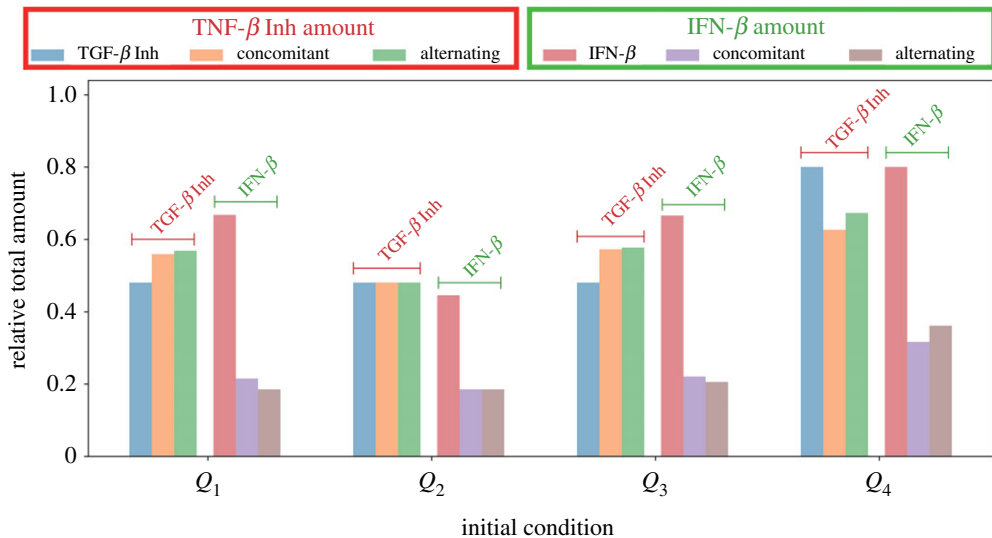 TNF-β Inh amount
IFN-β amount
TGF-β Inh
concomitant
alternating
IFN-β
concomitant
alternating
relative total amount
1.0
0.8
0.6
0.4
0.2
0
TGF-β Inh
IFN-β
TGF-β Inh
IFN-β
TGF-β Inh
IFN-β
TGF-β Inh
IFN-β
Q1
Q2
Q3
Q4
initial condition